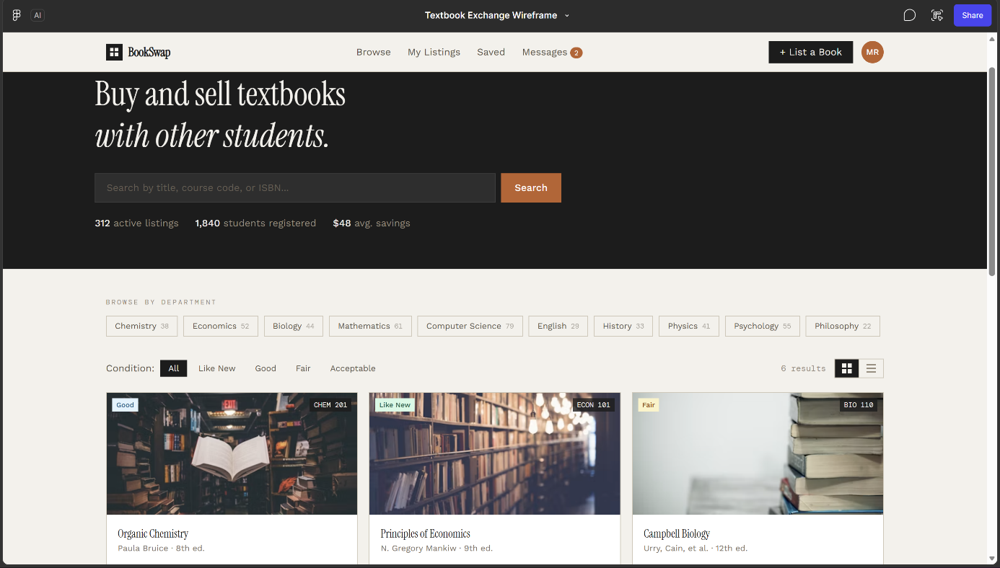 AI
Textbook Exchange Wireframe
Share
BookSwap
Browse
My Listings
Saved
Messages 2
+ List a Book
MR
Buy and sell textbooks
with other students.
Search by title, course code, or ISBN...
Search
312 active listings
1,840 students registered
$48 avg. savings
BROWSE BY DEPARTMENT
Chemistry 38
Economics 52
Biology 44
Mathematics 61
Computer Science 79
English 29
History 33
Physics 41
Psychology 55
Philosophy 22
Condition:
All
Like New
Good
Fair
Acceptable
6 results
Good
EXIT
CHEM 201
Like New
ECON 101
Fair
BIO 110
Organic Chemistry
Paula Bruice · 8th ed.
Principles of Economics
N. Gregory Mankiw · 9th ed.
Campbell Biology
Urry, Cain, et al. · 12th ed.